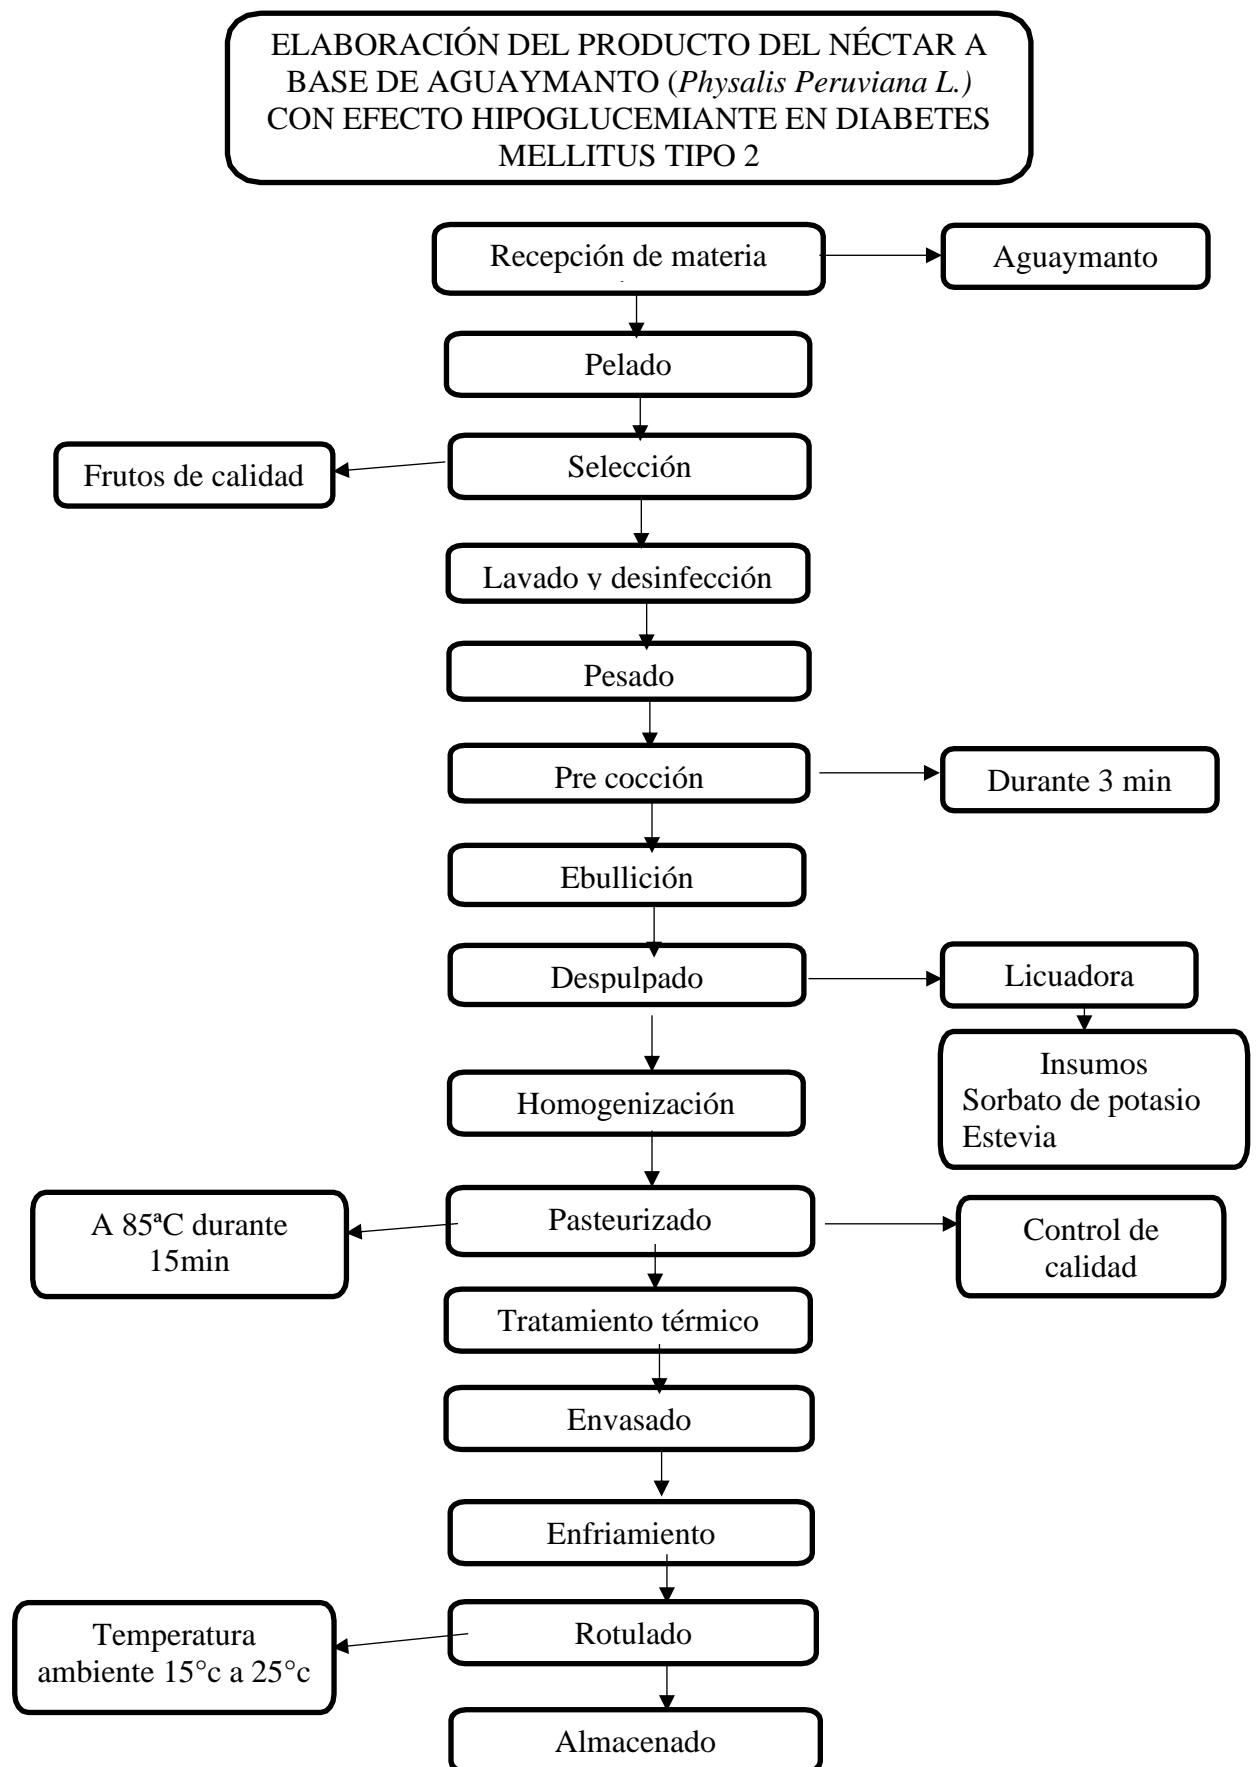 ELABORACIÓN DEL PRODUCTO DEL NÉCTAR A
BASE DE AGUAYMANTO (Physalis Peruviana L.)
CON EFECTO HIPOGLUCEMIANTE EN DIABETES
MELLITUS TIPO 2
Recepción de materia
Aguaymanto
Pelado
Frutos de calidad
Selección
Lavado y desinfección
Pesado
Pre cocción
Durante 3 min
Ebullición
Despulpado
Licuadora
Insumos
Sorbato de potasio
Estevia
Homogenización
A 85ªC durante
15min
Pasteurizado
Control de
calidad
Tratamiento térmico
Envasado
Enfriamiento
Rotulado
Temperatura
ambiente 15°c a 25°c
Almacenado